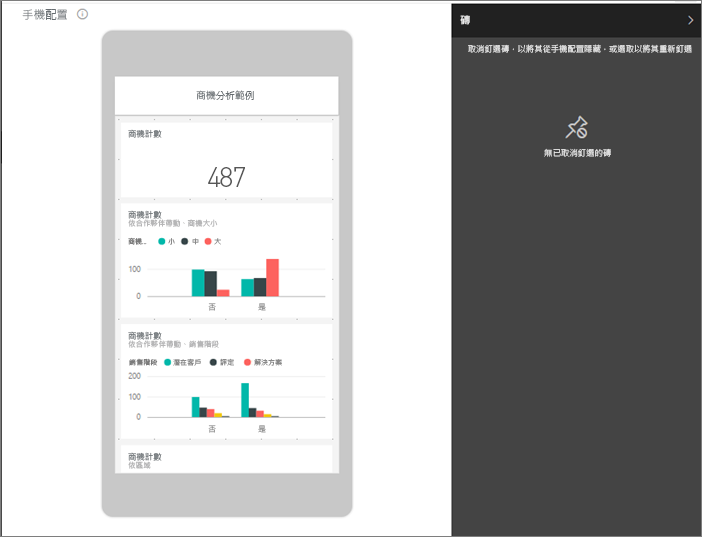 手機配置
磚
取消釘選磚，以將其從手機配置隱藏，或選取以將其重新釘選
無已取消釘選的磚
商機分析範例
商機計數
487
商機計數
依合作夥伴帶動、商機大小
商機... 小 中 大
100
0
否 是
商機計數
依合作夥伴帶動、銷售階段
銷售階段 潛在客戶 評定 解決方案
200
100
0
否 是
商機計數
依區域